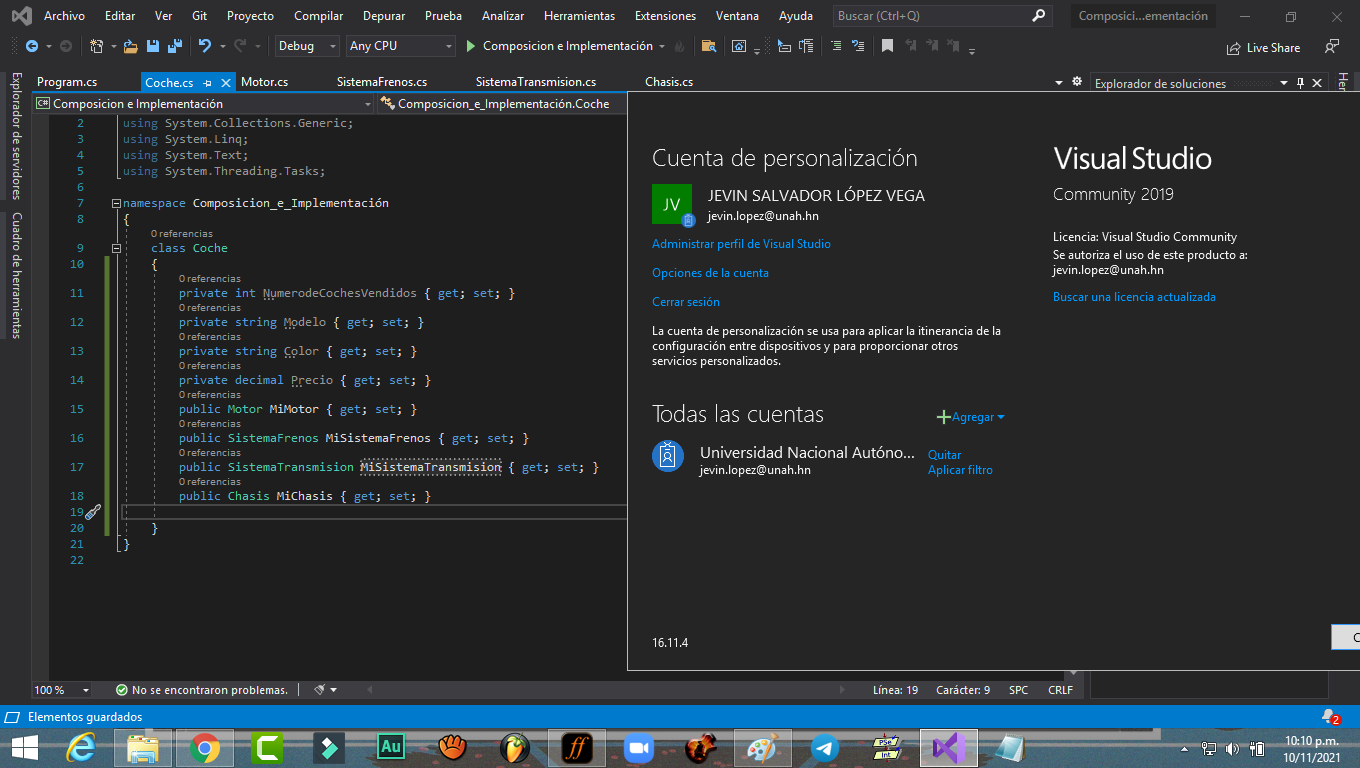 Archivo Editar Ver Git Proyecto Compilar Depurar Prueba Analizar Herramientas Extensiones Ventana Ayuda Buscar (Ctrl+Q) Composici...ementación
Debug Any CPU Composicion e Implementación Live Share
Explorador de servidores
Cuadro de herramientas
Program.cs Coche.cs Motor.cs SistemaFrenos.cs SistemaTransmision.cs Chasis.cs
Explorador de soluciones
Her
C# Composicion e Implementación Composicion_e_Implementación.Coche
2 using System.Collections.Generic;
3 using System.Linq;
4 using System.Text;
5 using System.Threading.Tasks;
6
7 namespace Composicion_e_Implementación
8 {
0 referencias
9 class Coche
10 {
0 referencias
11 private int NumerodeCochesVendidos { get; set; }
0 referencias
12 private string Modelo { get; set; }
0 referencias
13 private string Color { get; set; }
0 referencias
14 private decimal Precio { get; set; }
0 referencias
15 public Motor MiMotor { get; set; }
0 referencias
16 public SistemaFrenos MiSistemaFrenos { get; set; }
0 referencias
17 public SistemaTransmision MiSistemaTransmision { get; set; }
0 referencias
18 public Chasis MiChasis { get; set; }
19
20 }
21 }
22
Cuenta de personalización
JV
JEVIN SALVADOR LÓPEZ VEGA
jevin.lopez@unah.hn
Administrar perfil de Visual Studio
Opciones de la cuenta
Cerrar sesión
La cuenta de personalización se usa para aplicar la itinerancia de la
configuración entre dispositivos y para proporcionar otros
servicios personalizados.
Todas las cuentas
Agregar
Universidad Nacional Autóno...
jevin.lopez@unah.hn
Quitar
Aplicar filtro
16.11.4
Visual Studio
Community 2019
Licencia: Visual Studio Community
Se autoriza el uso de este producto a:
jevin.lopez@unah.hn
Buscar una licencia actualizada
C
100 % No se encontraron problemas. Línea: 19 Carácter: 9 SPC CRLF
Elementos guardados 2
Au
ff
PSe
Int
10:10 p.m.
10/11/2021